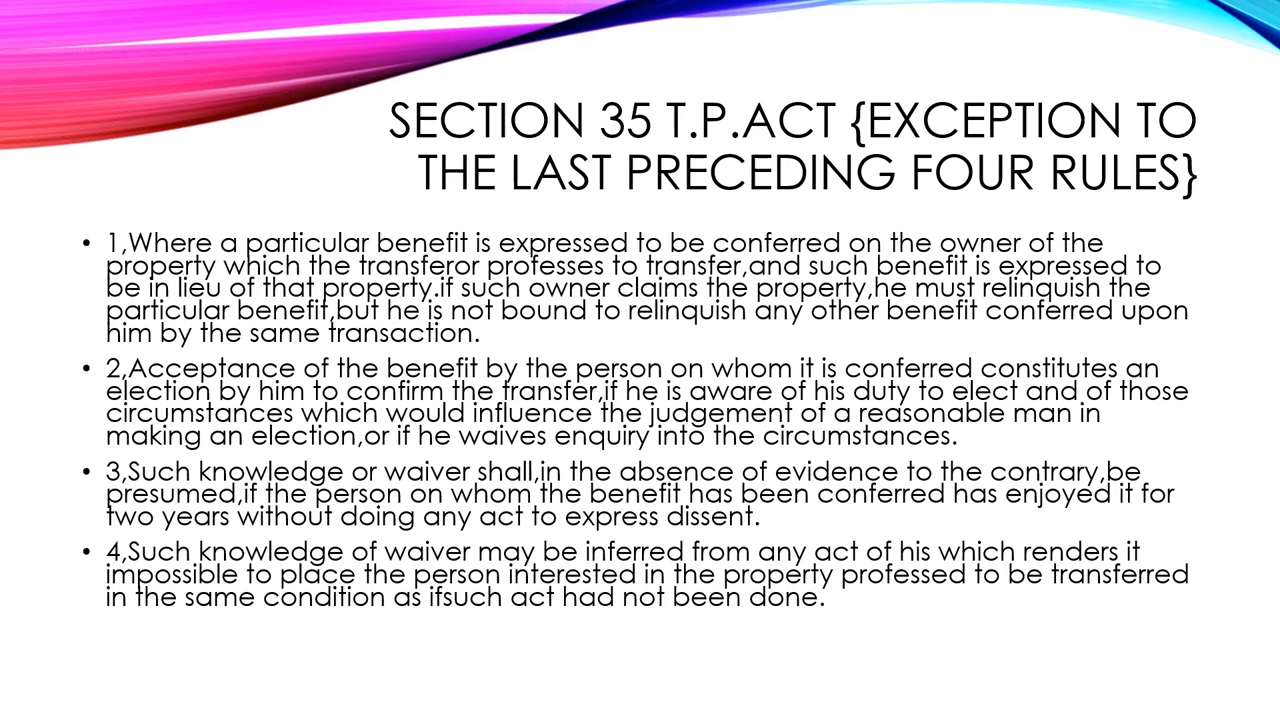 SECTION 35 T.P.ACT {EXCEPTION TO
THE LAST PRECEDING FOUR RULES}
• 1,Where a particular benefit is expressed to be conferred on the owner of the
property which the transferor professes to transfer,and such benefit is expressed to
be in lieu of that property.if such owner claims the property,he must relinquish the
particular benefit,but he is not bound to relinquish any other benefit conferred upon
him by the same transaction.
• 2,Acceptance of the benefit by the person on whom it is conferred constitutes an
election by him to confirm the transfer,if he is aware of his duty to elect and of those
circumstances which would influence the judgement of a reasonable man in
making an election,or if he waives enquiry into the circumstances.
• 3,Such knowledge or waiver shall,in the absence of evidence to the contrary,be
presumed,if the person on whom the benefit has been conferred has enjoyed it for
two years without doing any act to express dissent.
• 4,Such knowledge of waiver may be inferred from any act of his which renders it
impossible to place the person interested in the property professed to be transferred
in the same condition as ifsuch act had not been done.